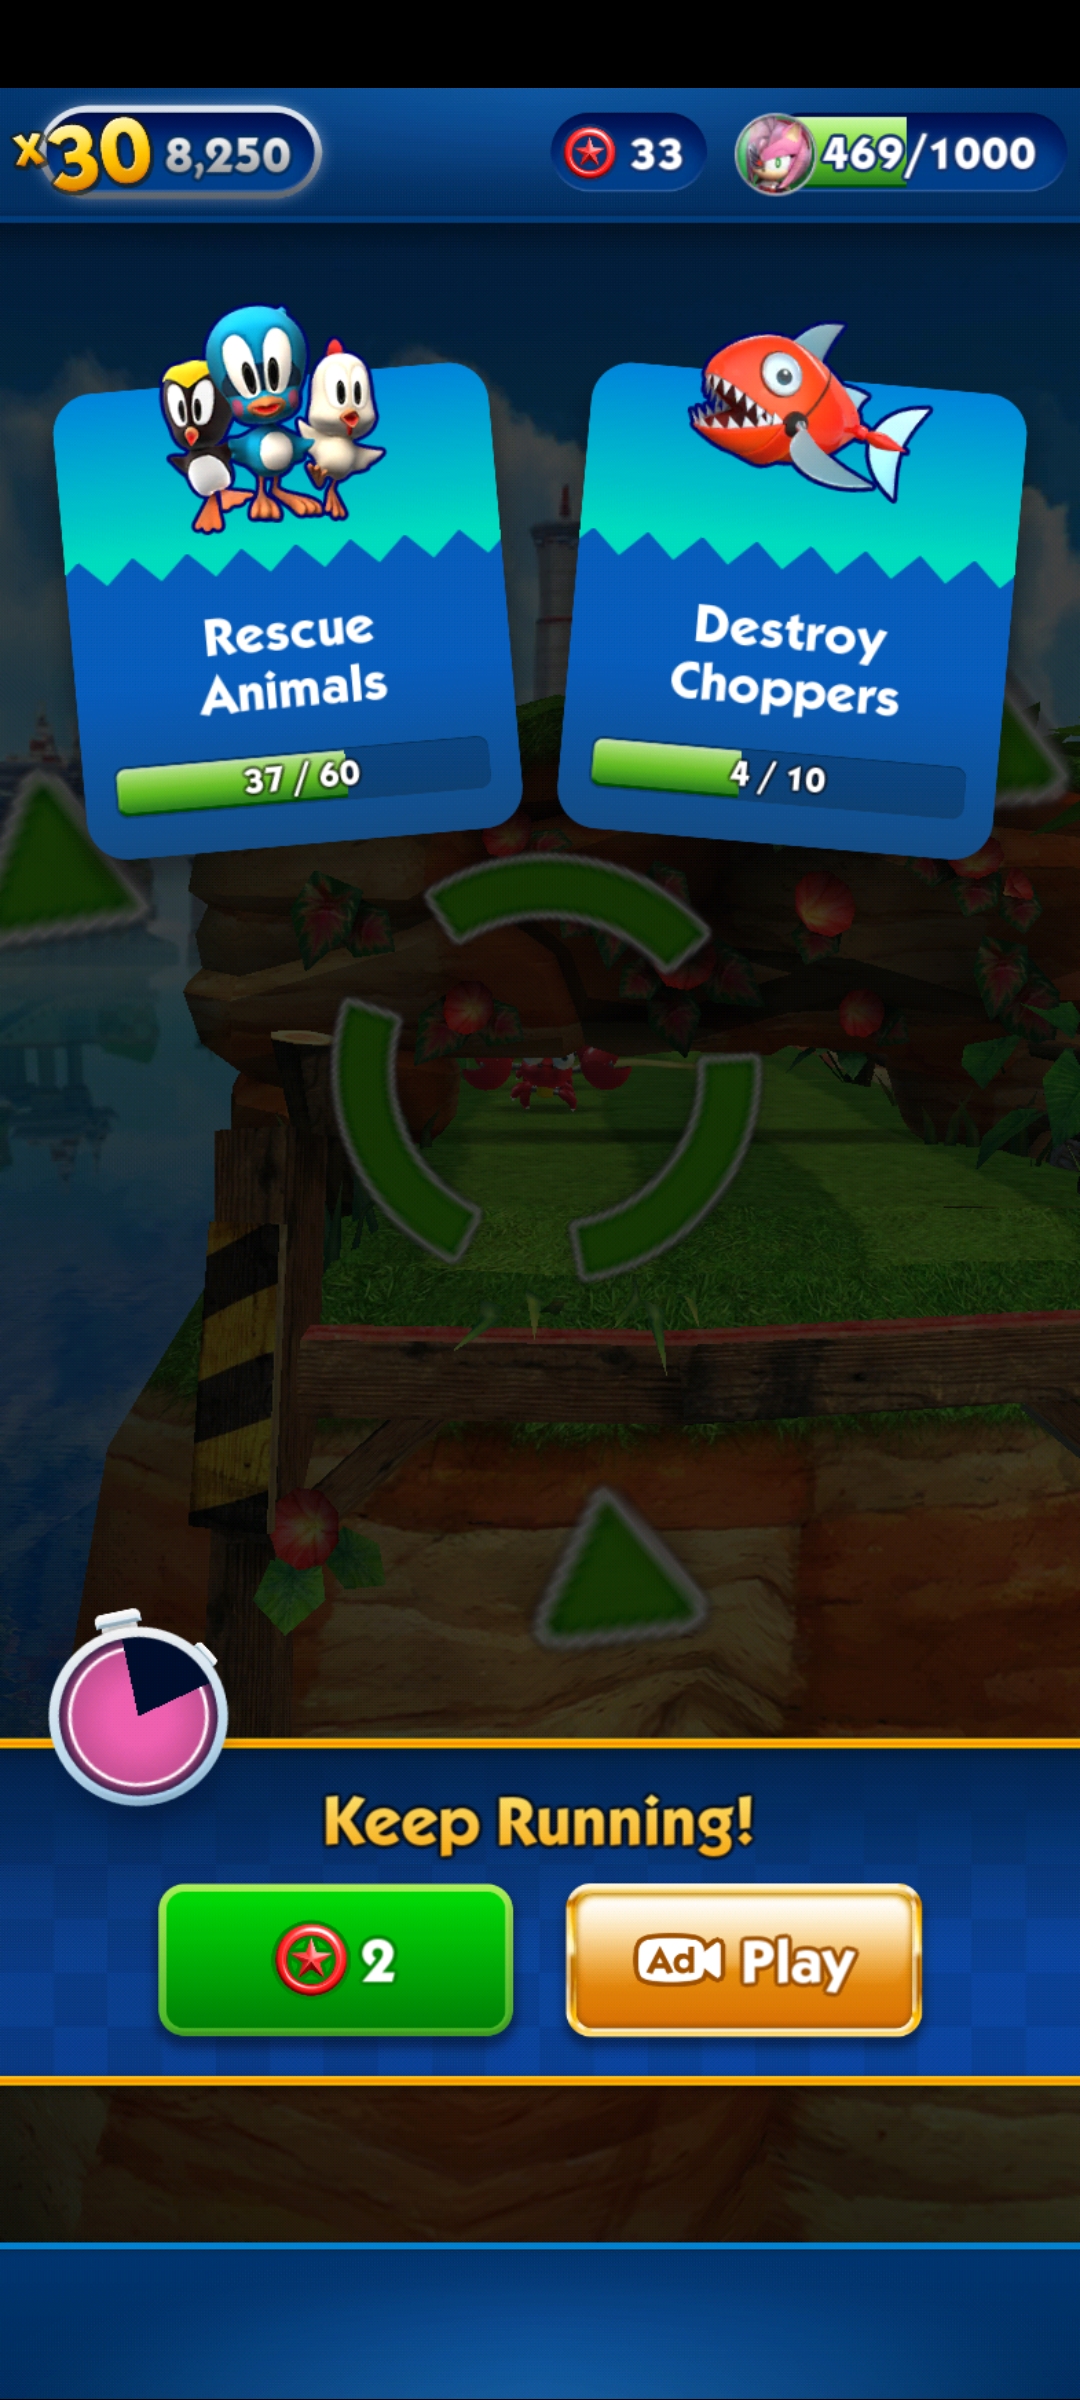 x30 8,250
33
469/1000
Rescue
Animals
37 / 60
Destroy
Choppers
4 / 10
Keep Running!
2
Ad Play